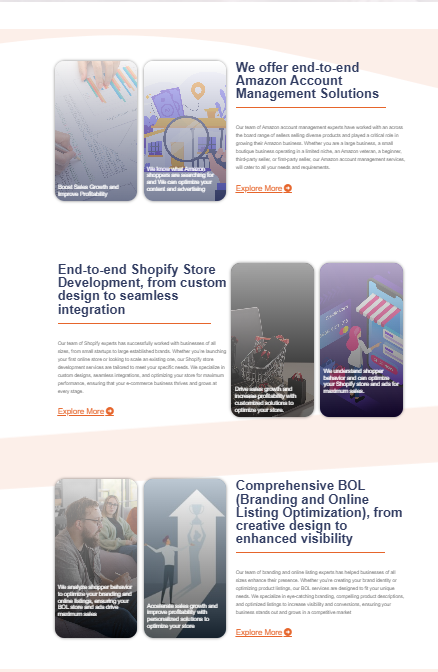 We offer end-to-end
Amazon Account
Management Solutions
Our team of Amazon account management experts have worked with an across
the board range of sellers selling diverse products and played a critical role in
growing their Amazon business. Whether you are a large business, a small
boutique business operating in a limited niche, an Amazon veteran, a beginner,
third-party seller, or first-party seller, our Amazon account management services,
will cater to all your needs and requirements.
Explore More
Boost Sales Growth and
Improve Profitability
We know what Amazon
shoppers are searching for
and We can optimize your
content and advertising
End-to-end Shopify Store
Development, from custom
design to seamless
integration
Our team of Shopify experts has successfully worked with businesses of all
sizes, from small startups to large established brands. Whether you're launching
your first online store or looking to scale an existing one, our Shopify store
development services are tailored to meet your specific needs. We specialize in
custom designs, seamless integrations, and optimizing your store for maximum
performance, ensuring that your e-commerce business thrives and grows at
every stage.
Explore More
Drive sales growth and
increase profitability with
customized solutions to
optimize your store.
We understand shopper
behavior and can optimize
your Shopify store and ads for
maximum sales.
Comprehensive BOL
(Branding and Online
Listing Optimization), from
creative design to
enhanced visibility
Our team of branding and online listing experts has helped businesses of all
sizes enhance their presence. Whether you're creating your brand identity or
optimizing product listings, our BOL services are designed to fit your unique
needs. We specialize in eye-catching branding, compelling product descriptions,
and optimized listings to increase visibility and conversions, ensuring your
business stands out and grows in a competitive market
Explore More
We analyze shopper behavior
to optimize your branding and
online listings, ensuring your
BOL store and ads drive
maximum sales
Accelerate sales growth and
improve profitability with
personalized solutions to
optimize your store